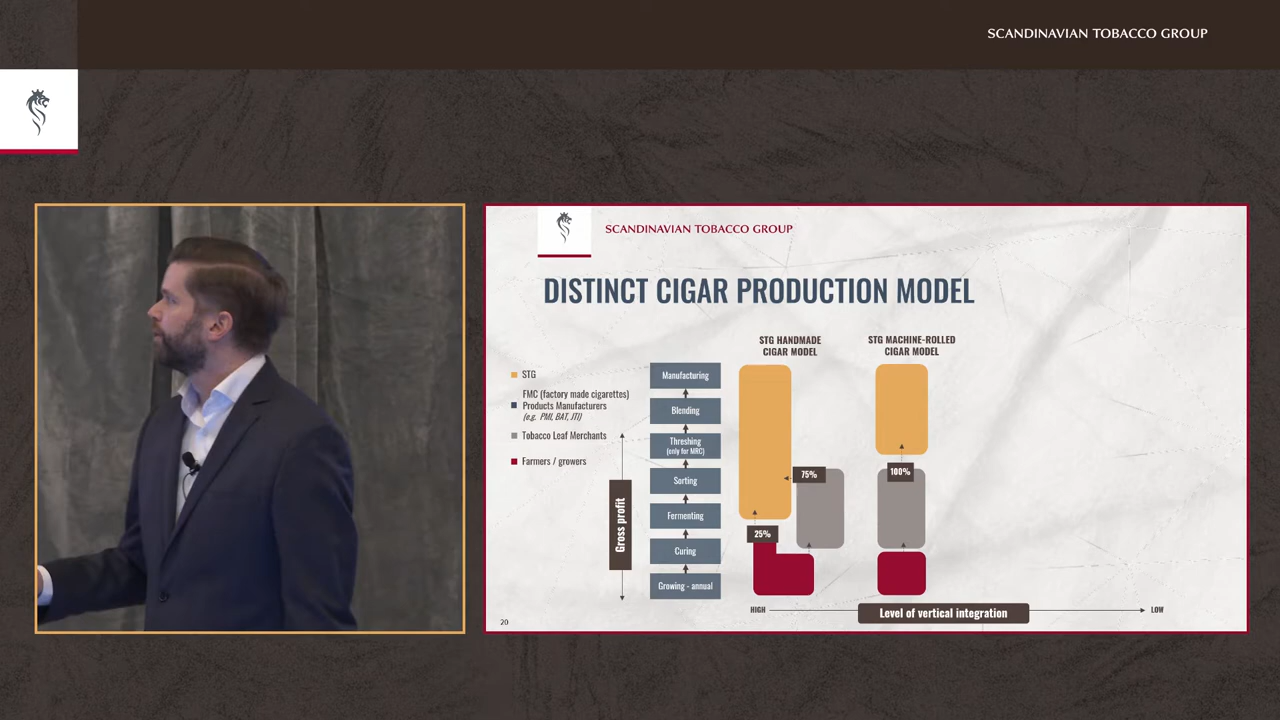 SCANDINAVIAN TOBACCO GROUP
SCANDINAVIAN TOBACCO GROUP
DISTINCT CIGAR PRODUCTION MODEL
STG HANDMADE
CIGAR MODEL
STG MACHINE-ROLLED
CIGAR MODEL
STG
FMC (factory made cigarettes)
Products Manufacturers
(e.g. PMI, BAT, JTI)
Tobacco Leaf Merchants
Farmers / growers
Gross profit
Manufacturing
Blending
Threshing
(only for MRC)
Sorting
Fermenting
Curing
Growing - annual
75%
25%
100%
HIGH
Level of vertical integration
LOW
20